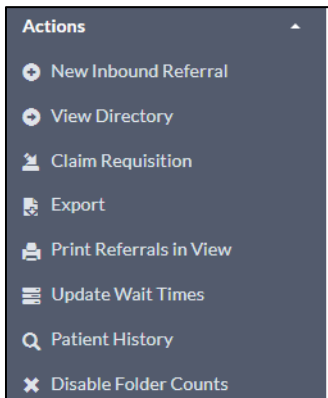 Actions
New Inbound Referral
View Directory
Claim Requisition
Export
Print Referrals in View
Update Wait Times
Patient History
Disable Folder Counts